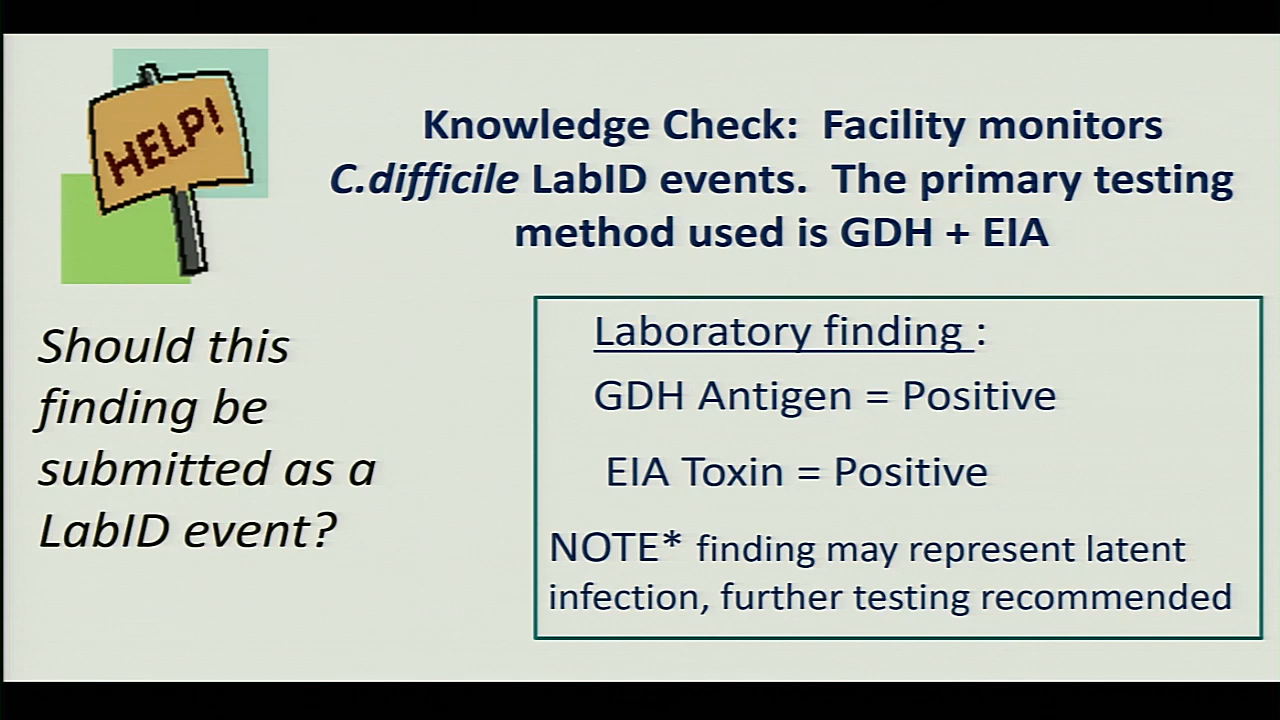 HELP!
Knowledge Check: Facility monitors
C.difficile LabID events. The primary testing
method used is GDH + EIA
Should this
finding be
submitted as a
LabID event?
Laboratory finding :
GDH Antigen = Positive
EIA Toxin = Positive
NOTE* finding may represent latent
infection, further testing recommended